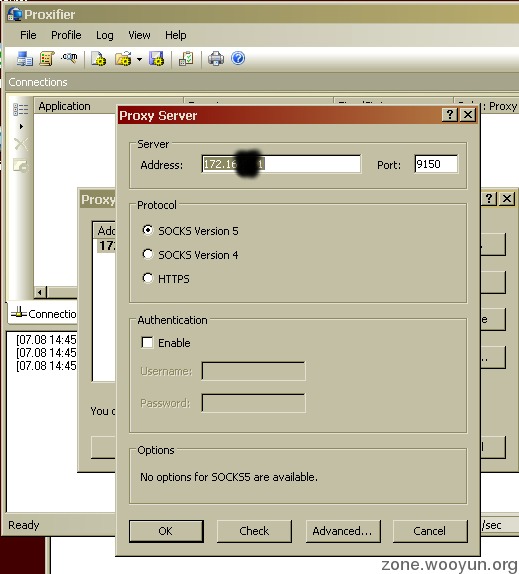 Proxifier
File Profile Log View Help
.com
Connections
Application
: Proxy
Proxy Server
Server
Address: 172.16 1 Port: 9150
Proxy
Protocol
Add
SOCKS Version 5
172
SOCKS Version 4
HTTPS
Connectio
Authentication
[07.08 14:45
Enable
[07.08 14:45
[07.08 14:45
Username:
Password:
You c
Options
No options for SOCKS5 are available.
Ready
OK Check Advanced... Cancel
/sec
zone.wooyun.org